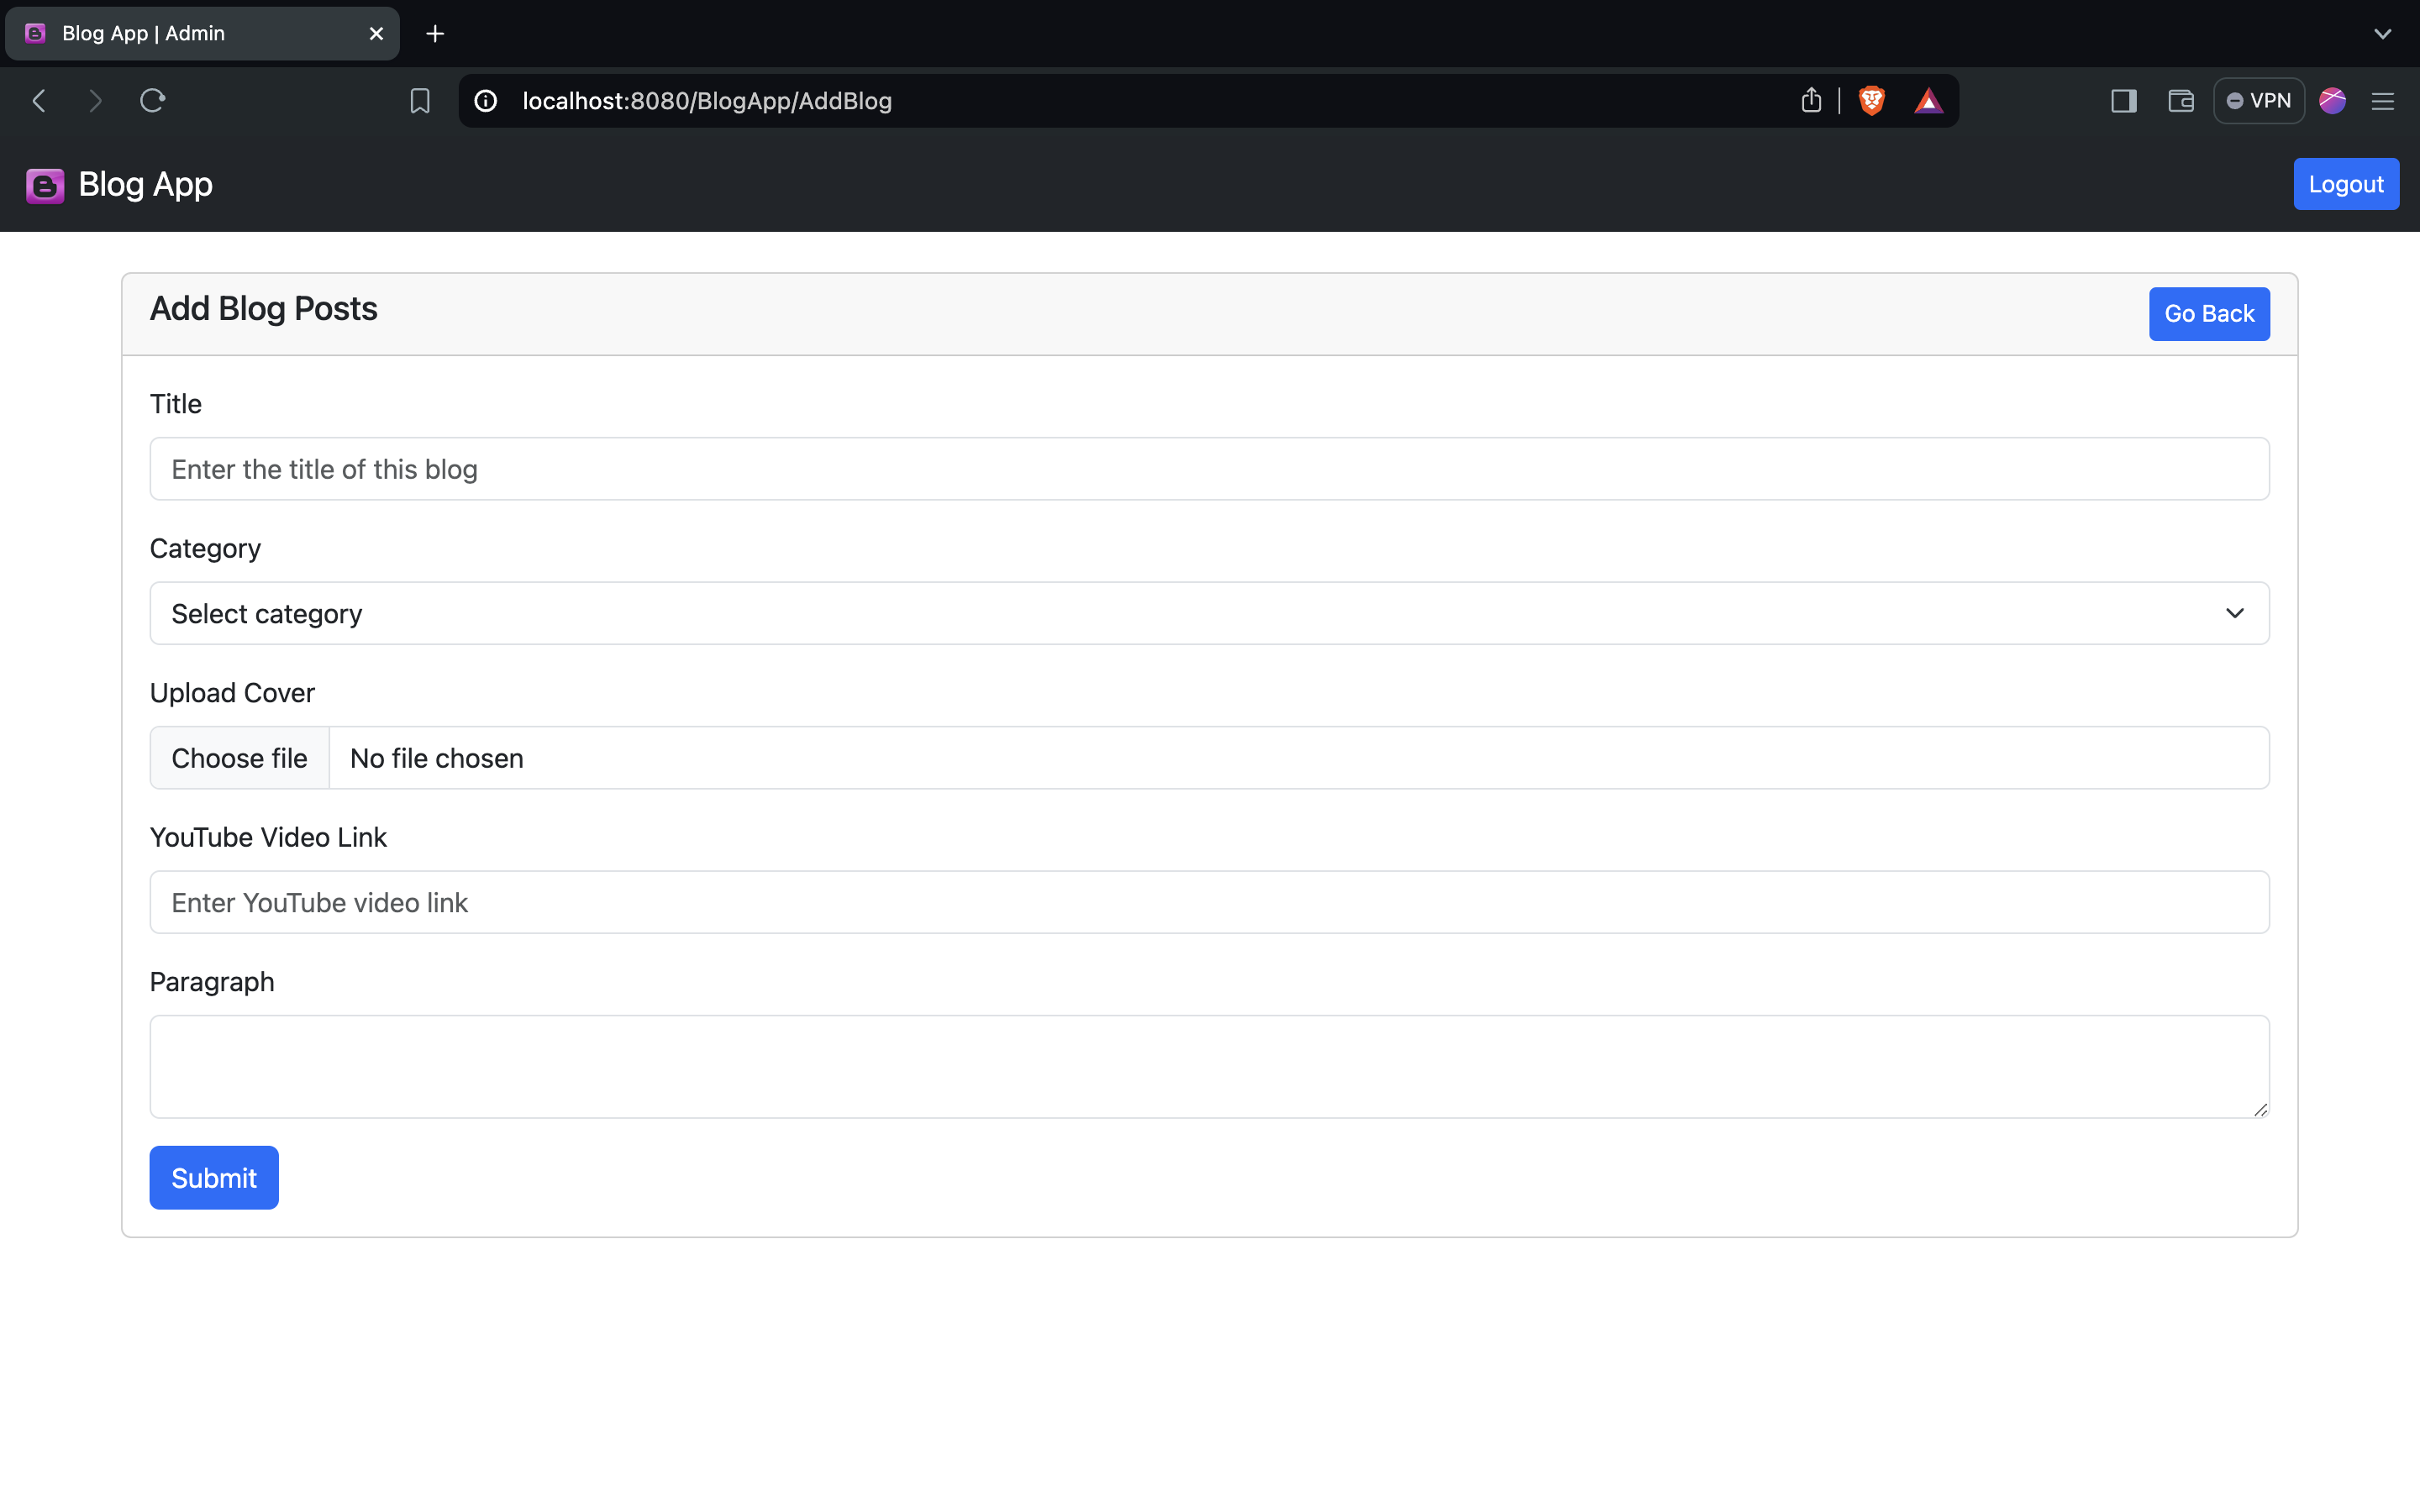 Blog App | Admin
localhost:8080/BlogApp/AddBlog
VPN
Blog App
Logout
Add Blog Posts
Go Back
Title
Enter the title of this blog
Category
Select category
Upload Cover
Choose file No file chosen
YouTube Video Link
Enter YouTube video link
Paragraph
Submit